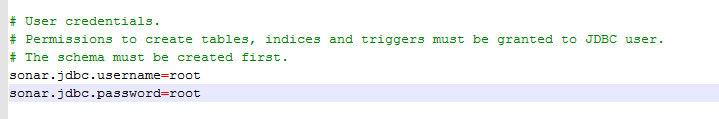 # User credentials.
# Permissions to create tables, indices and triggers must be granted to JDBC user.
# The schema must be created first.
sonar.jdbc.username=root
sonar.jdbc.password=root